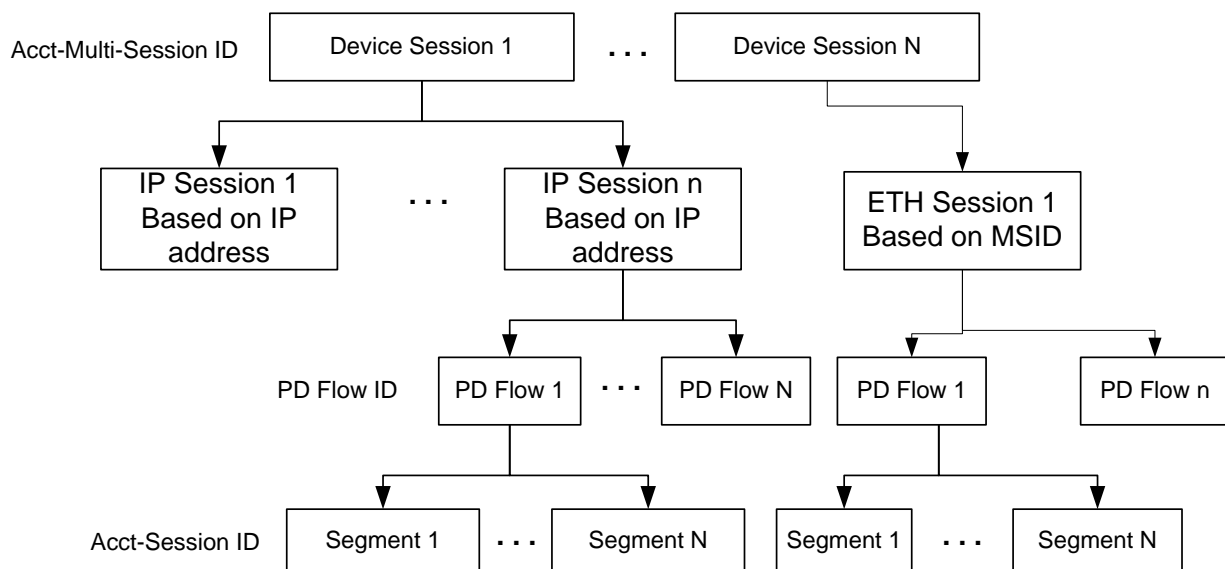 Acct-Multi-Session ID
Device Session 1
. . .
Device Session N
IP Session 1
Based on IP
address
. . .
IP Session n
Based on IP
address
ETH Session 1
Based on MSID
PD Flow ID
PD Flow 1
. . .
PD Flow N
PD Flow 1
PD Flow n
Acct-Session ID
Segment 1
. . .
Segment N
Segment 1
. . .
Segment N